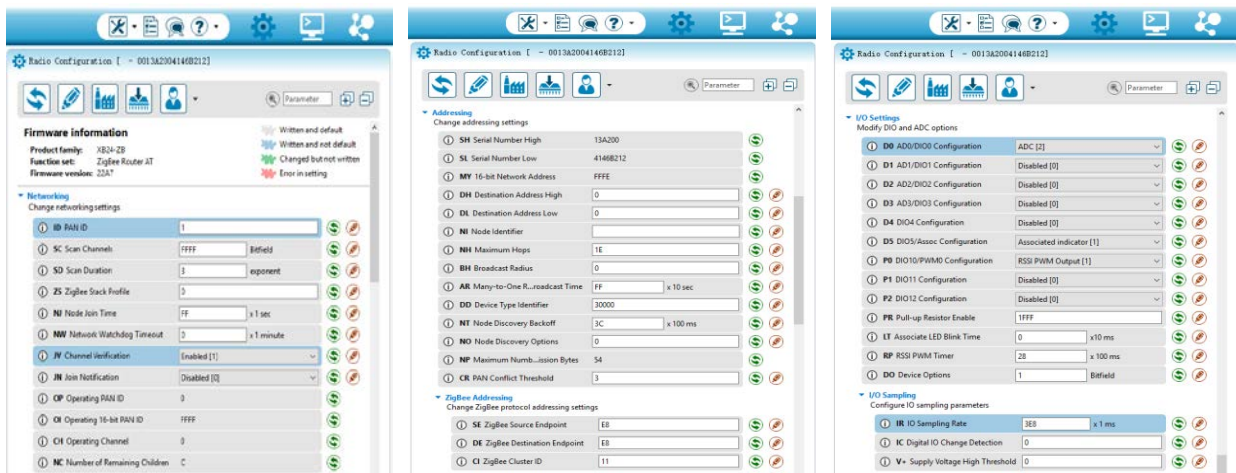 Radio Configuration [ - 0013A2004146B212]
Parameter
Firmware information
Product family: XB24-ZB
Function set: ZigBee Router AT
Firmware version: 22A7
Written and default
Written and not default
Changed but not written
Error in setting
Networking
Change networking settings
ID PAN ID 1
SC Scan Channels FFFF Bitfield
SD Scan Duration 3 exponent
ZS ZigBee Stack Profile 0
NJ Node Join Time FF x 1 sec
NW Network Watchdog Timeout 0 x 1 minute
JV Channel Verification Enabled [1]
JN Join Notification Disabled [0]
OP Operating PAN ID 0
OI Operating 16-bit PAN ID FFFF
CH Operating Channel 0
NC Number of Remaining Children C
Radio Configuration [ - 0013A2004146B212]
Parameter
Addressing
Change addressing settings
SH Serial Number High 13A200
SL Serial Number Low 4146B212
MY 16-bit Network Address FFFE
DH Destination Address High 0
DL Destination Address Low 0
NI Node Identifier
NH Maximum Hops 1E
BH Broadcast Radius 0
AR Many-to-One R...roadcast Time FF x 10 sec
DD Device Type Identifier 30000
NT Node Discovery Backoff 3C x 100 ms
NO Node Discovery Options 0
NP Maximum Numb...ission Bytes 54
CR PAN Conflict Threshold 3
ZigBee Addressing
Change ZigBee protocol addressing settings
SE ZigBee Source Endpoint E8
DE ZigBee Destination Endpoint E8
CI ZigBee Cluster ID 11
Radio Configuration [ - 0013A2004146B212]
Parameter
I/O Settings
Modify DIO and ADC options
D0 AD0/DIO0 Configuration ADC [2]
D1 AD1/DIO1 Configuration Disabled [0]
D2 AD2/DIO2 Configuration Disabled [0]
D3 AD3/DIO3 Configuration Disabled [0]
D4 DIO4 Configuration Disabled [0]
D5 DIO5/Assoc Configuration Associated indicator [1]
P0 DIO10/PWM0 Configuration RSSI PWM Output [1]
P1 DIO11 Configuration Disabled [0]
P2 DIO12 Configuration Disabled [0]
PR Pull-up Resistor Enable 1FFF
LT Associate LED Blink Time 0 x10 ms
RP RSSI PWM Timer 28 x 100 ms
DO Device Options 1 Bitfield
I/O Sampling
Configure IO sampling parameters
IR IO Sampling Rate 3E8 x 1 ms
IC Digital IO Change Detection 0
V+ Supply Voltage High Threshold 0